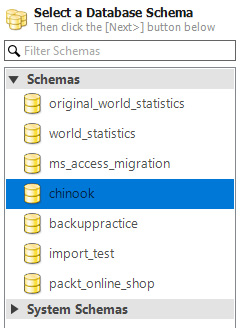 Select a Database Schema
Then click the [Next>] button below
Filter Schemas
Schemas
original_world_statistics
world_statistics
ms_access_migration
chinook
backuppractice
import_test
packt_online_shop
System Schemas